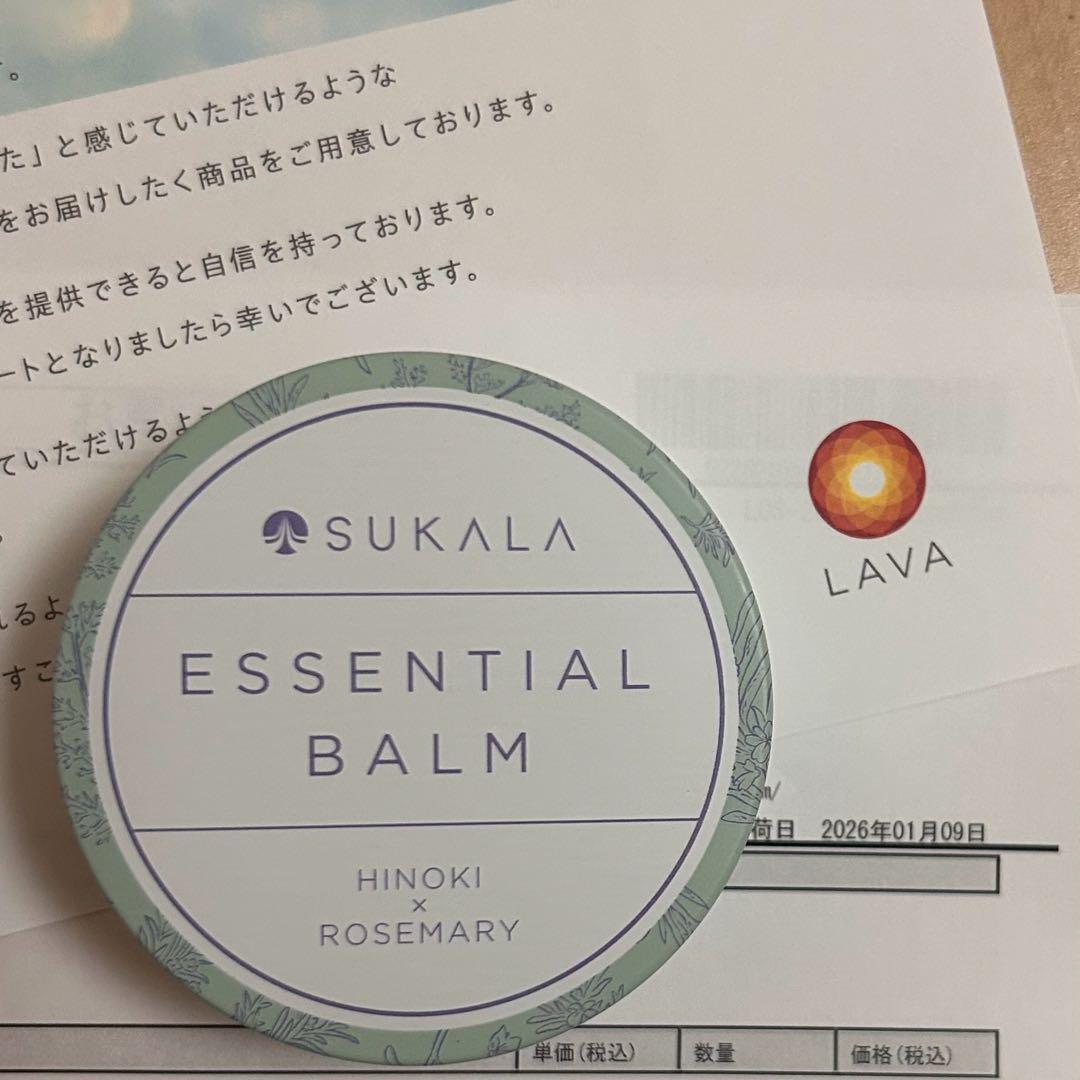 す。
た」と感じていただけるような
をお届けしたく商品をご用意しております。
を提供できると自信を持っております。
ートとなりましたら幸いでございます。
ていただけるよう
れるよ
すこ
SUKALA
ESSENTIAL
BALM
HINOKI
×
ROSEMARY
LAVA
m/
荷日 2026年01月09日
単価(税込) 数量 価格(税込)